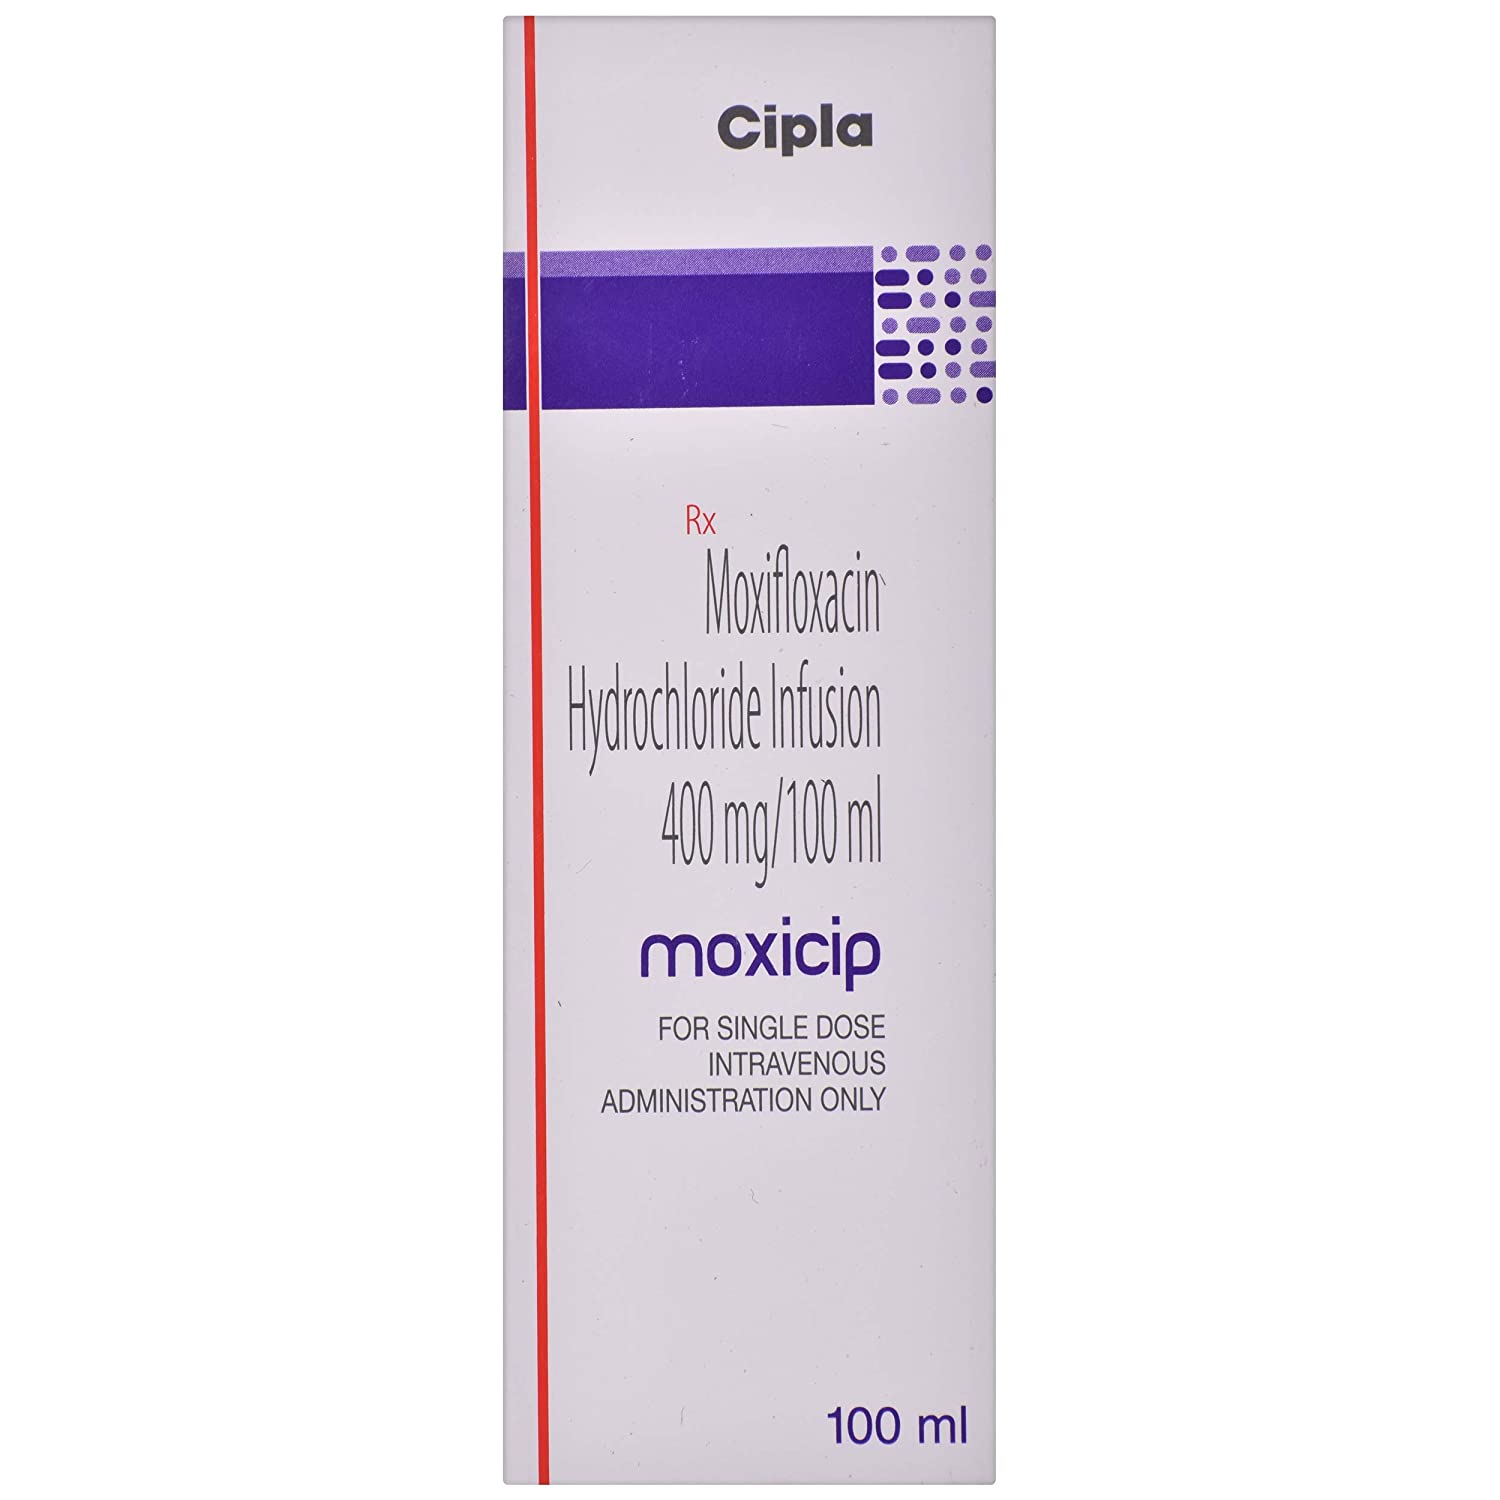 Cipla
Rx
Moxifloxacin
Hydrochloride Infusion
400 mg/100 ml
moxicip
FOR SINGLE DOSE
INTRAVENOUS
ADMINISTRATION ONLY
100 ml